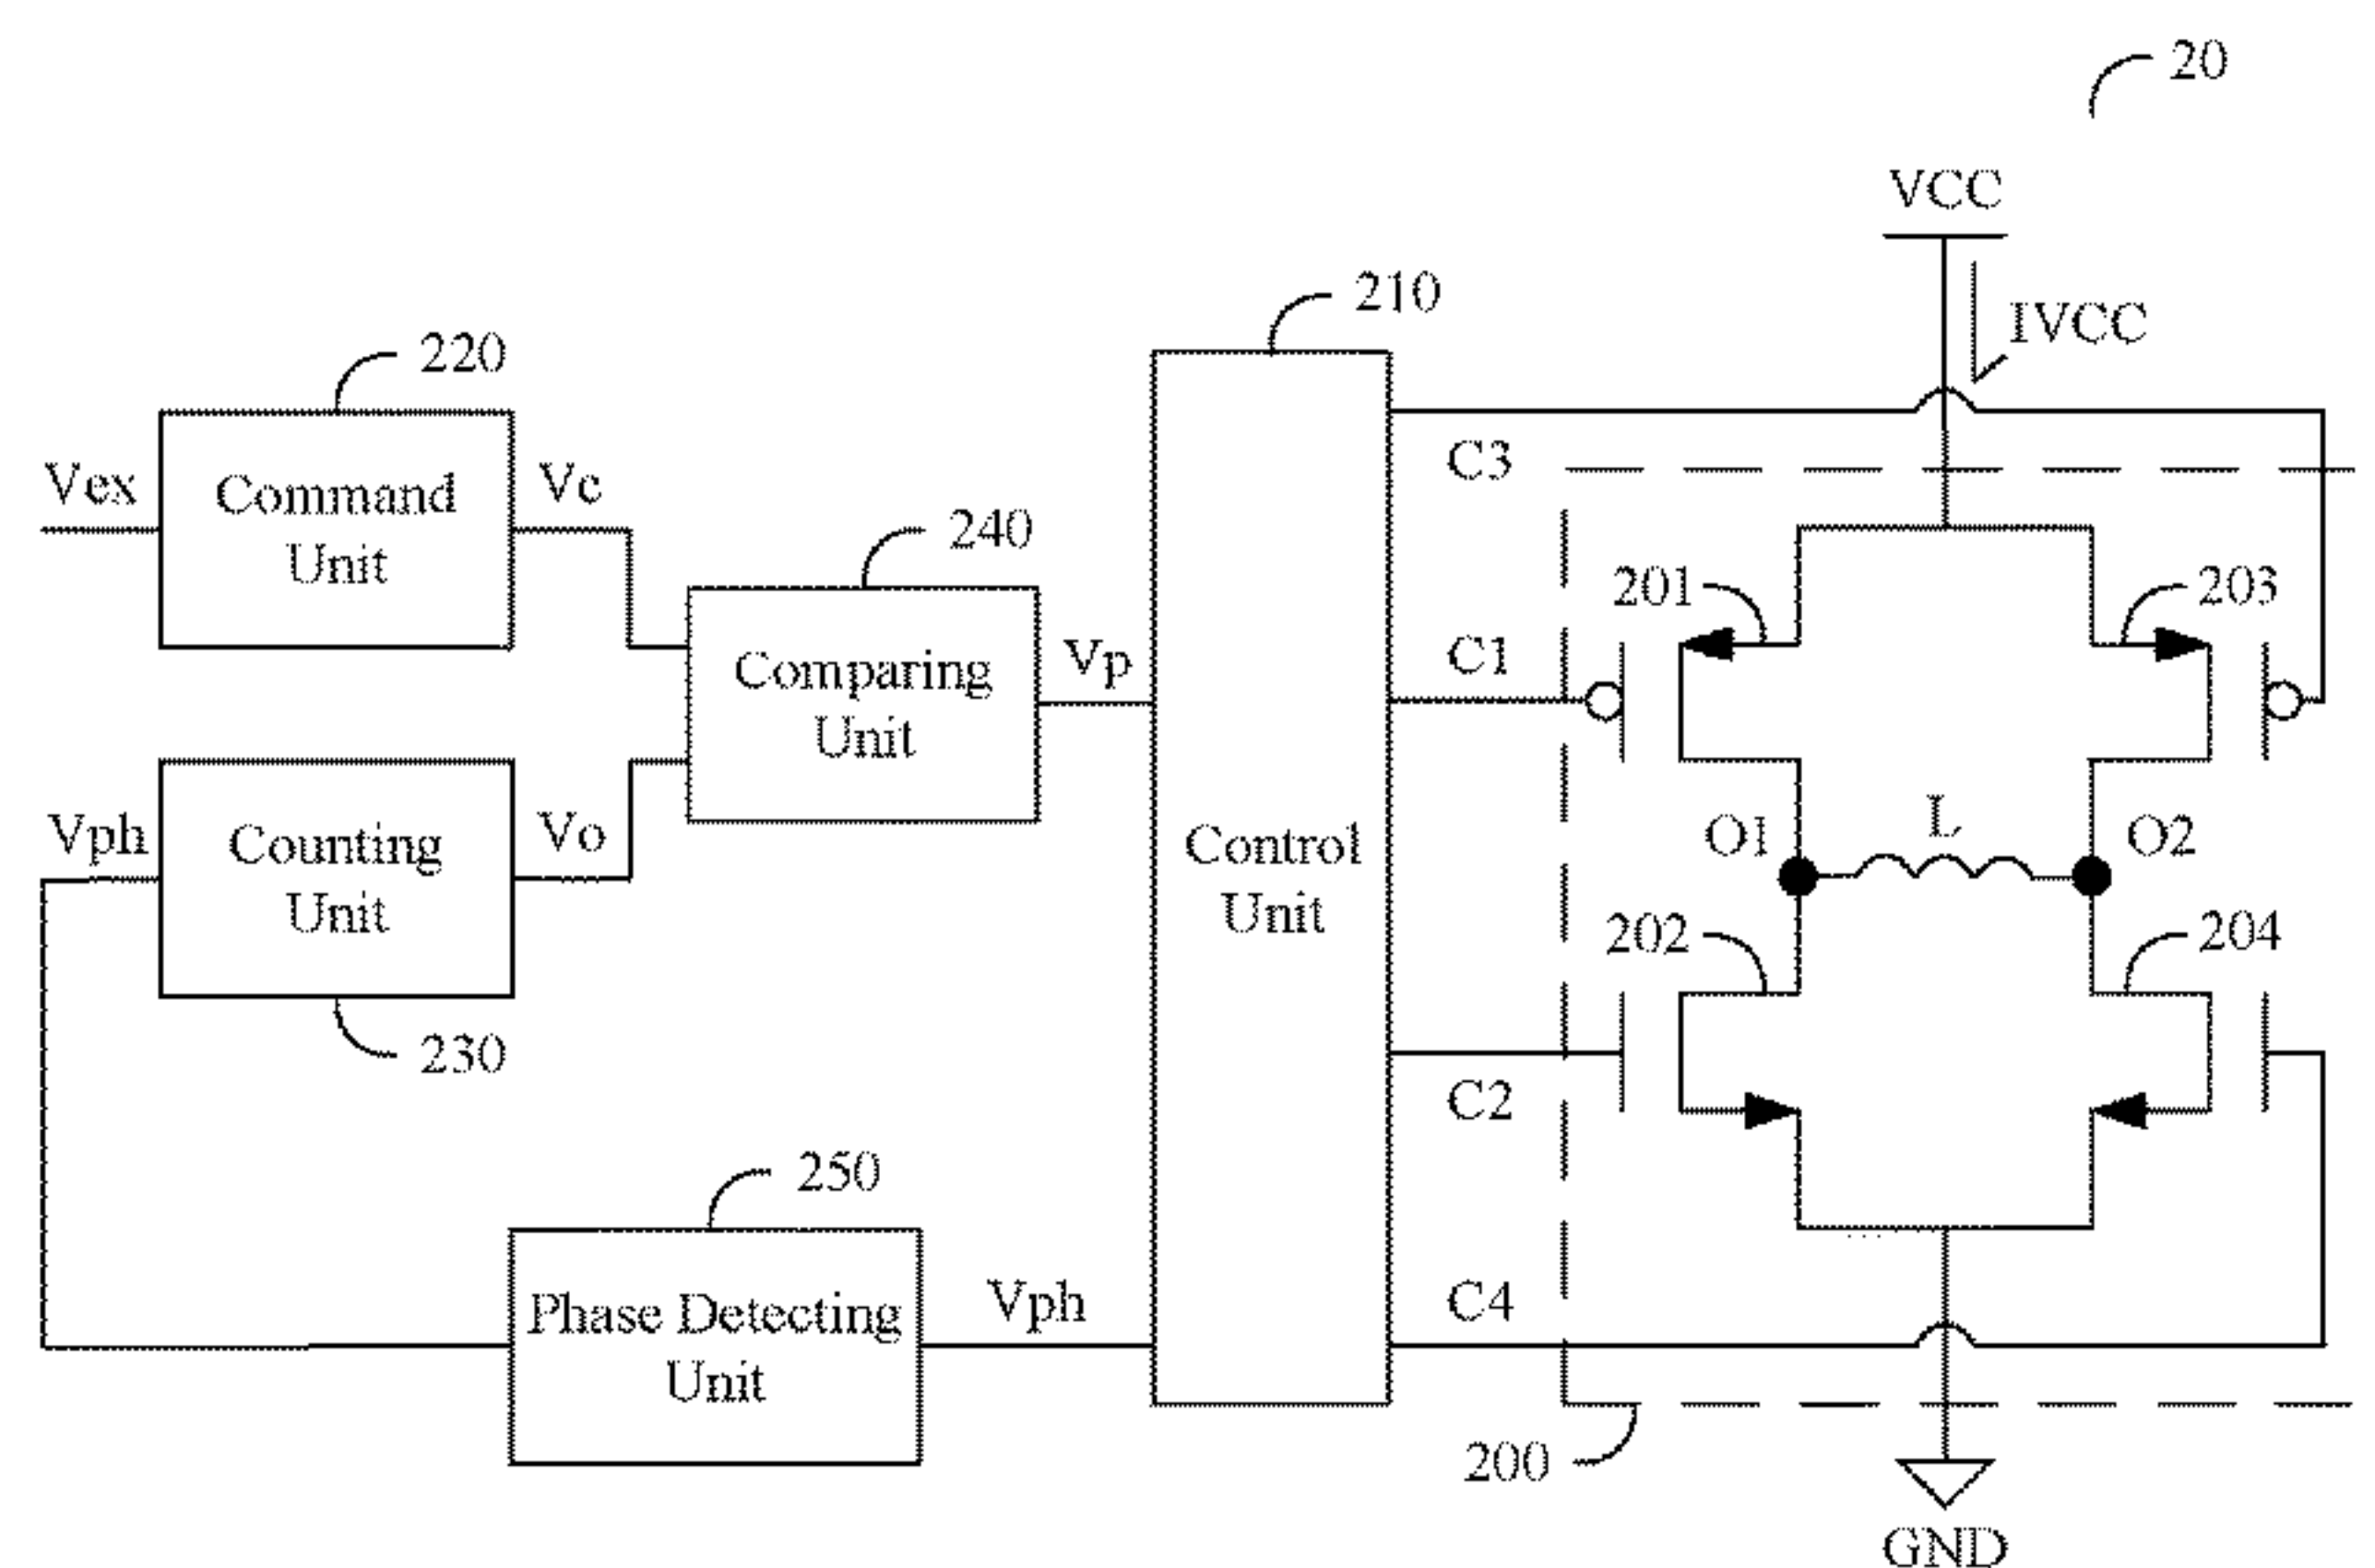 20
VCC
IVCC
210
220
Vex
Command
Unit
Vc
240
C3
201
203
Comparing
Unit
Vp
C1
Vph
Counting
Unit
Vo
Control
Unit
O1
L
O2
202
204
230
C2
250
Phase Detecting
Unit
Vph
C4
200
GND